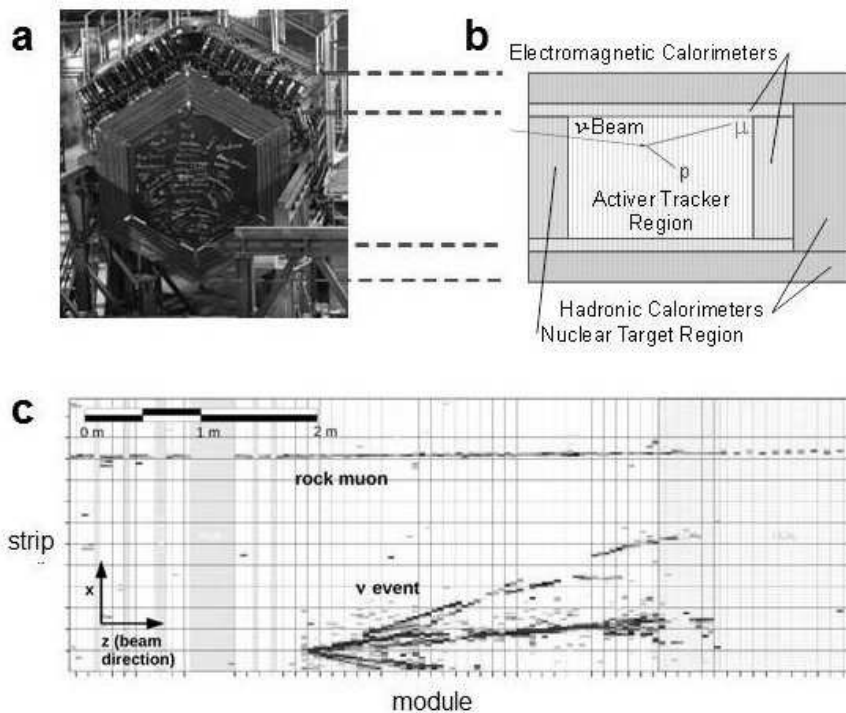 a
b
Electromagnetic Calorimeters
ν Beam
μ
p
Activer Tracker
Region
Hadronic Calorimeters
Nuclear Target Region
c
0 m
1 m
2 m
rock muon
strip
x
ν event
z (beam
direction)
module